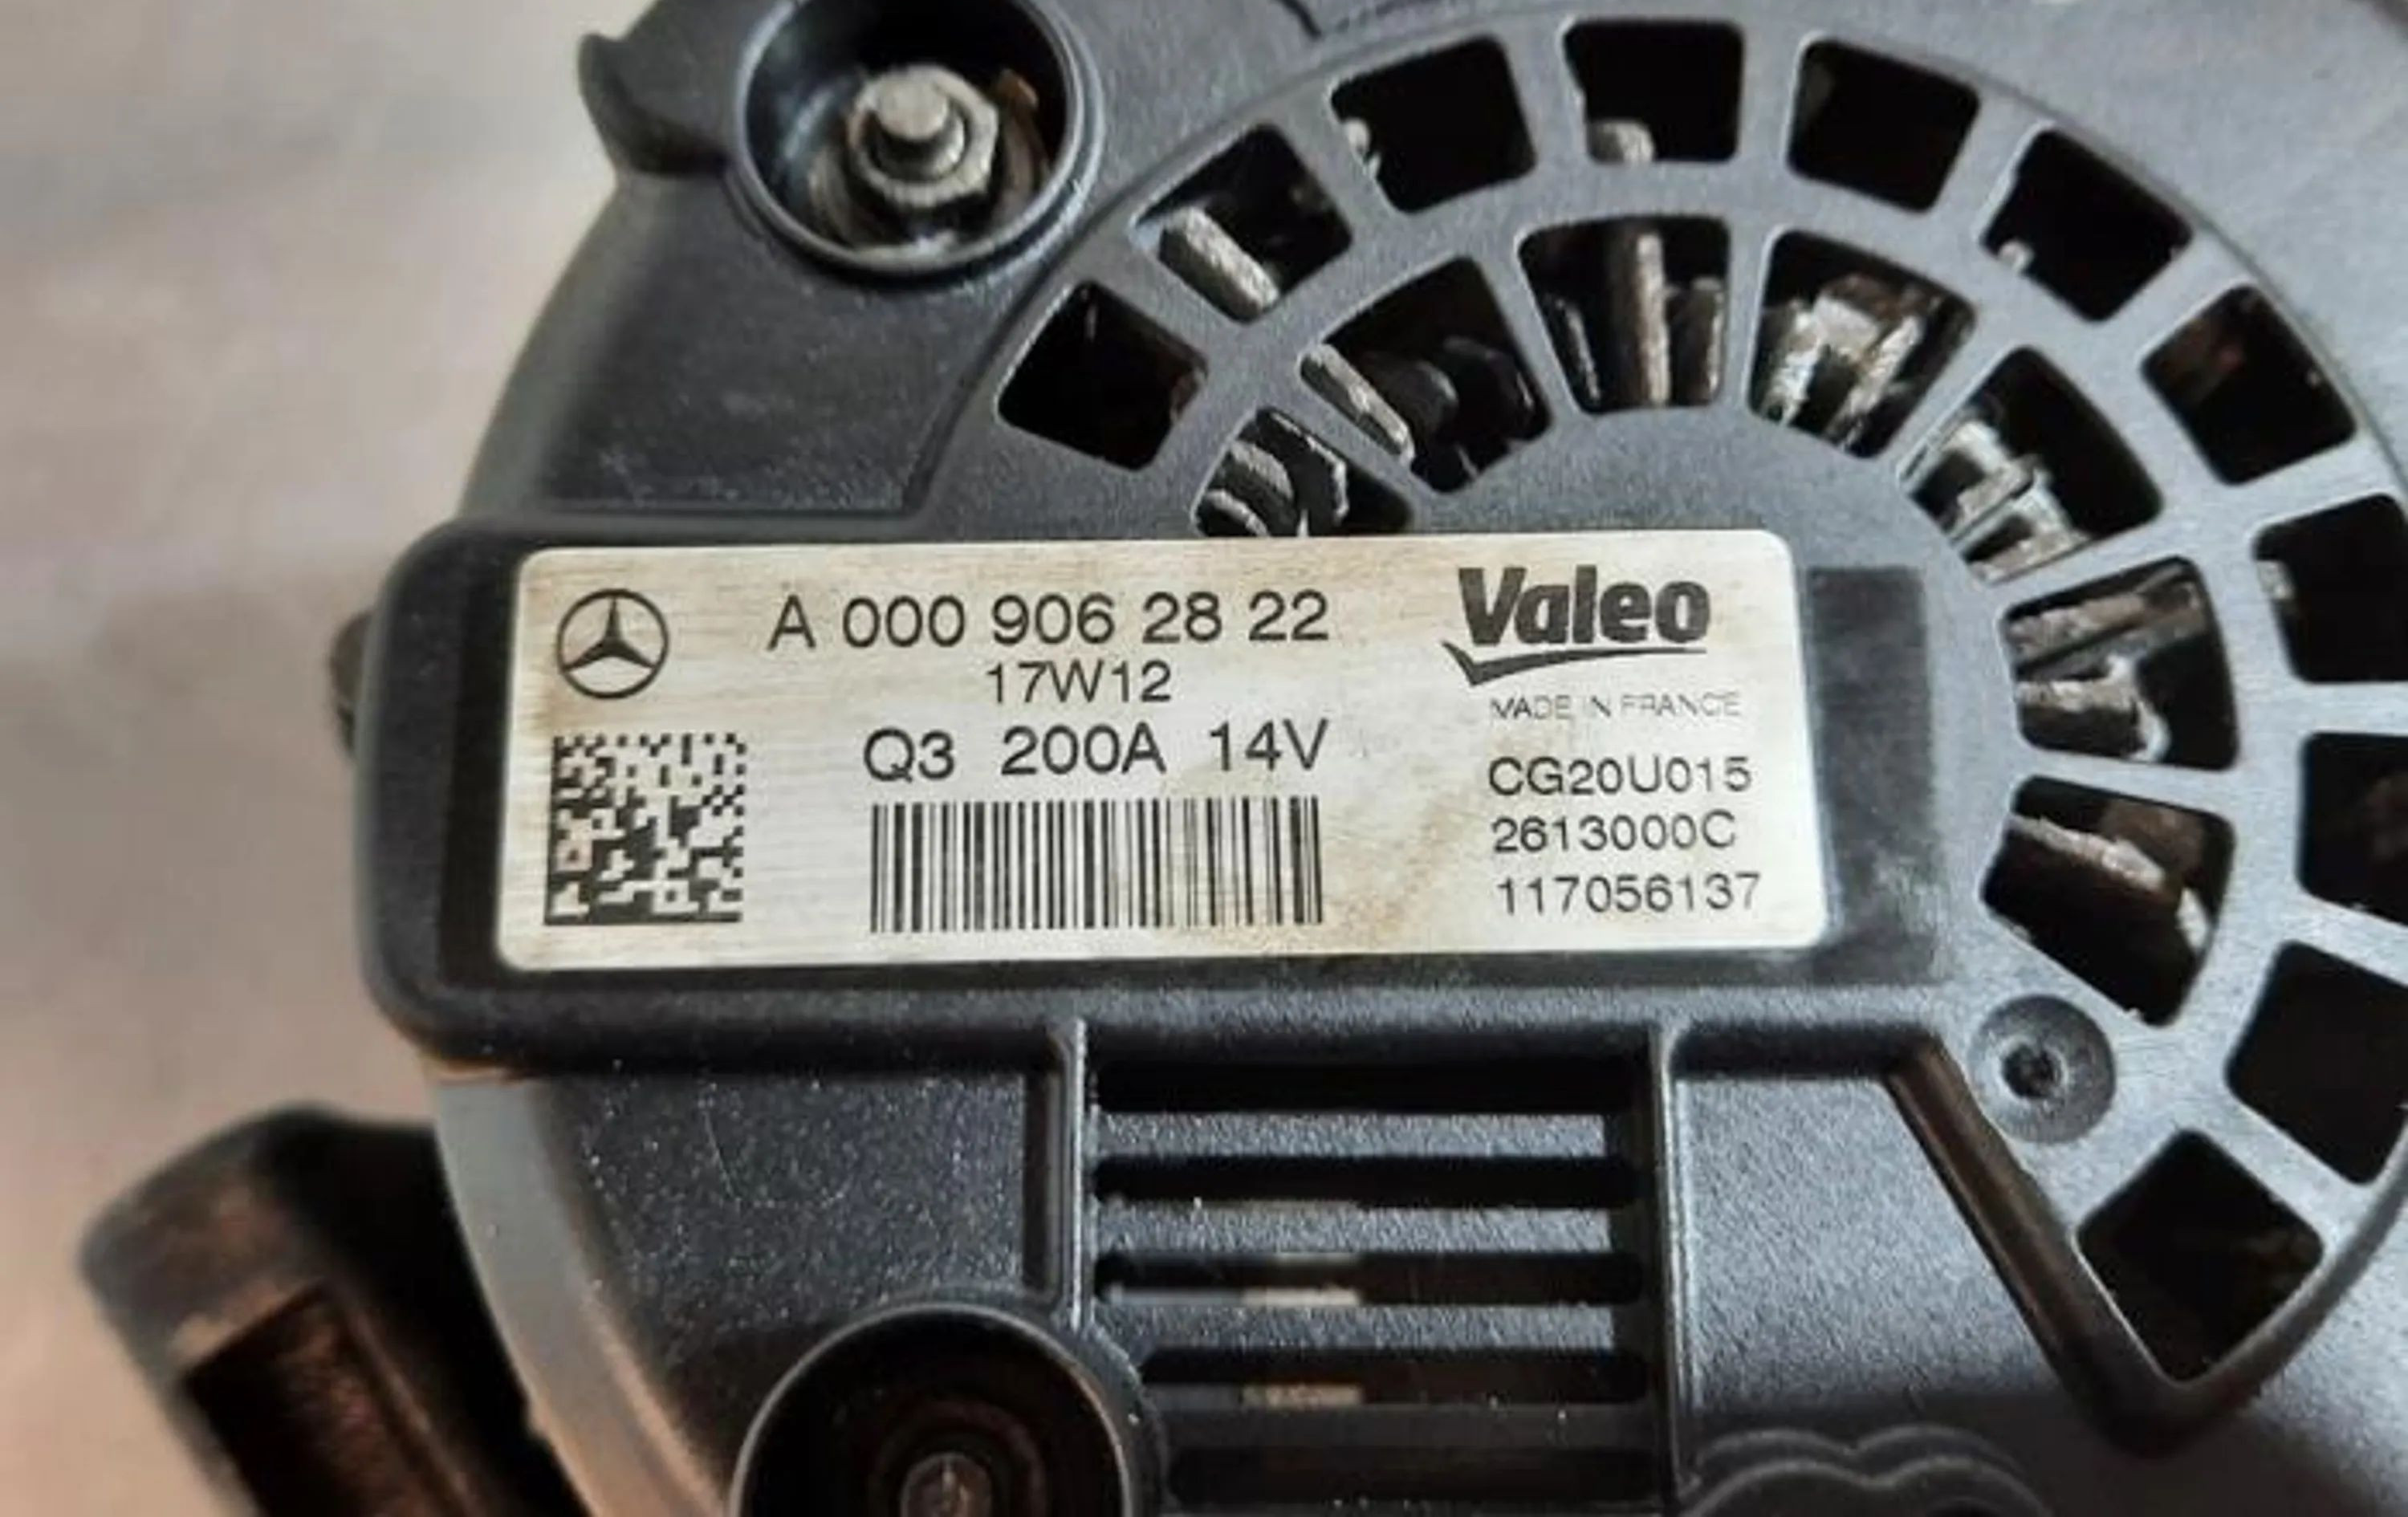 A 000 906 28 22
17W12
Q3 200A 14V
Valeo
MADE IN FRANCE
CG20U015
2613000C
117056137